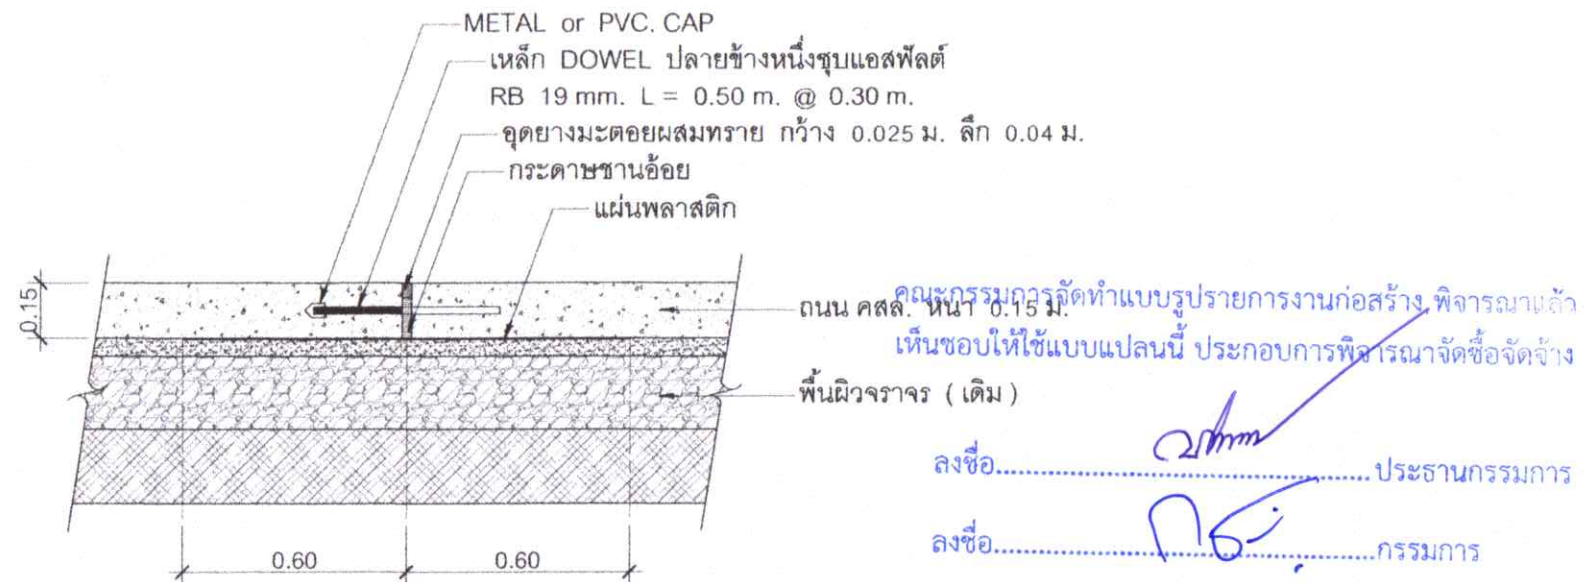 METAL or PVC. CAP
เหล็ก DOWEL ปลายข้างหนึ่งชุบแอสฟัลต์
RB 19 mm. L = 0.50 m. @ 0.30 m.
อุดยางมะตอยผสมทราย กว้าง 0.025 ม. ลึก 0.04 ม.
กระดาษชานอ้อย
แผ่นพลาสติก
0.15
ถนน คสล. หนา 0.15 ม.
คณะกรรมการจัดทำแบบรูปรายการงานก่อสร้าง พิจารณาแล้ว
เห็นชอบให้ใช้แบบแปลนนี้ ประกอบการพิจารณาจัดซื้อจัดจ้าง
พื้นผิวจราจร ( เดิม )
ลงชื่อ............................................ประธานกรรมการ
ลงชื่อ............................................กรรมการ
0.60
0.60